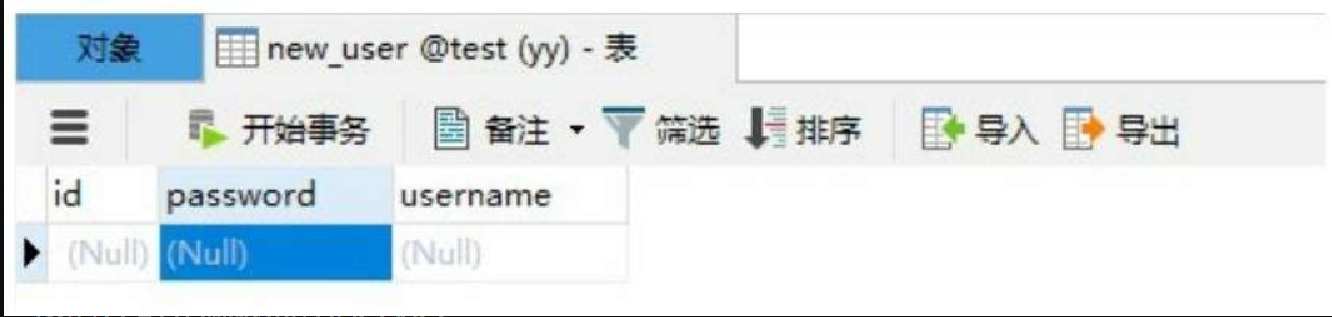 对象 new_user @test (yy) - 表
开始事务 备注 筛选 排序 导入 导出
id password username
(Null) (Null) (Null)